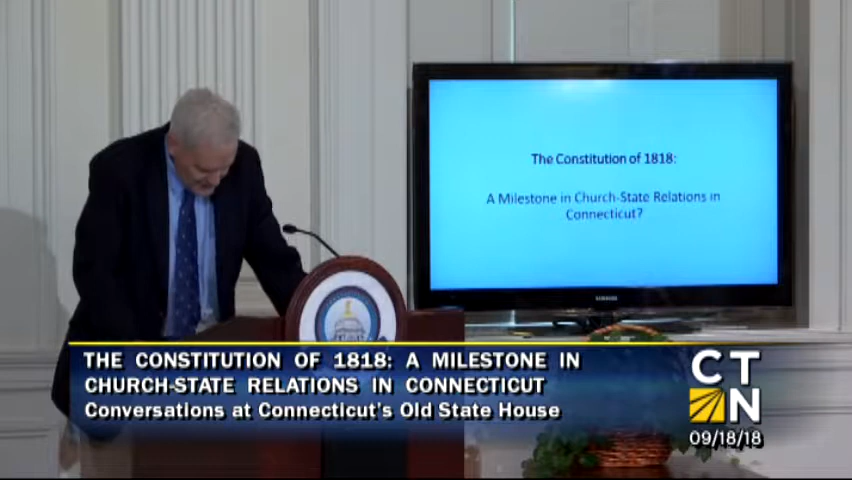 The Constitution of 1818:
A Milestone in Church-State Relations in
Connecticut?
SAMSUNG
THE CONSTITUTION OF 1818: A MILESTONE IN
CHURCH-STATE RELATIONS IN CONNECTICUT
Conversations at Connecticut's Old State House
CT
N
09/18/18